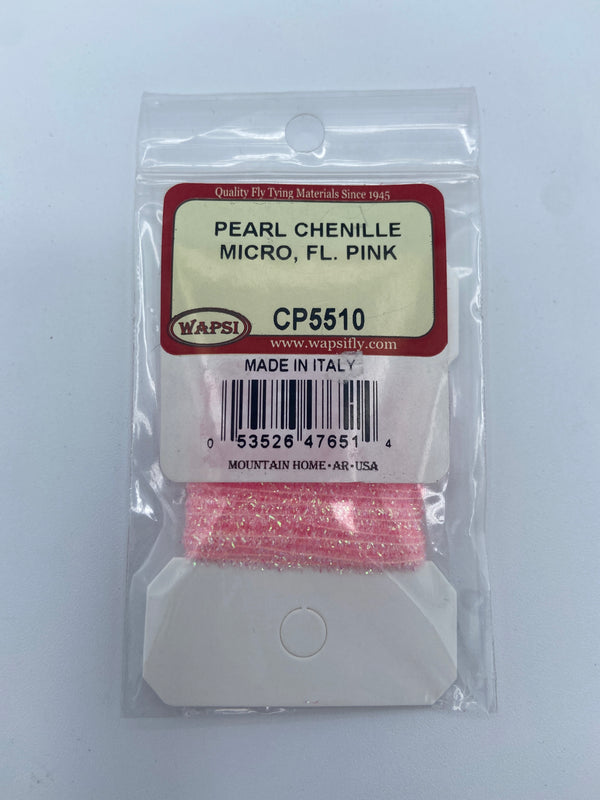 Quality Fly Tying Materials Since 1945
PEARL CHENILLE
MICRO, FL. PINK
WAPSI
CP5510
www.wapsifly.com
MADE IN ITALY
0 53526 47651 4
MOUNTAIN HOME•AR•USA